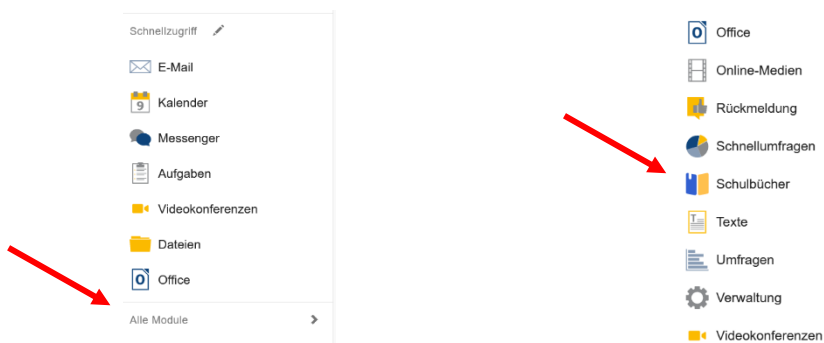 Schnellzugriff
E-Mail
9
Kalender
Messenger
Aufgaben
Videokonferenzen
Dateien
Office
Alle Module
Office
Online-Medien
Rückmeldung
Schnellumfragen
Schulbücher
Texte
Umfragen
Verwaltung
Videokonferenzen